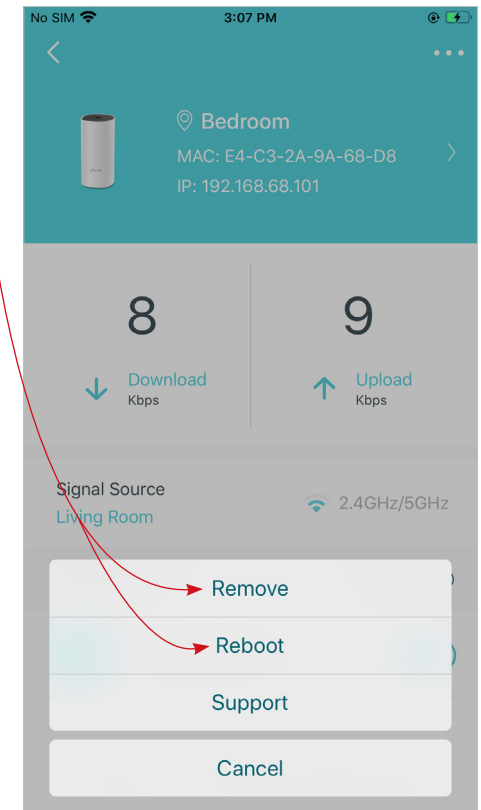 No SIM 3:07 PM
Bedroom
MAC: E4-C3-2A-9A-68-D8
IP: 192.168.68.101
8 9
Download Upload
Kbps Kbps
Signal Source
2.4GHz/5GHz
Living Room
Remove
Reboot
Support
Cancel